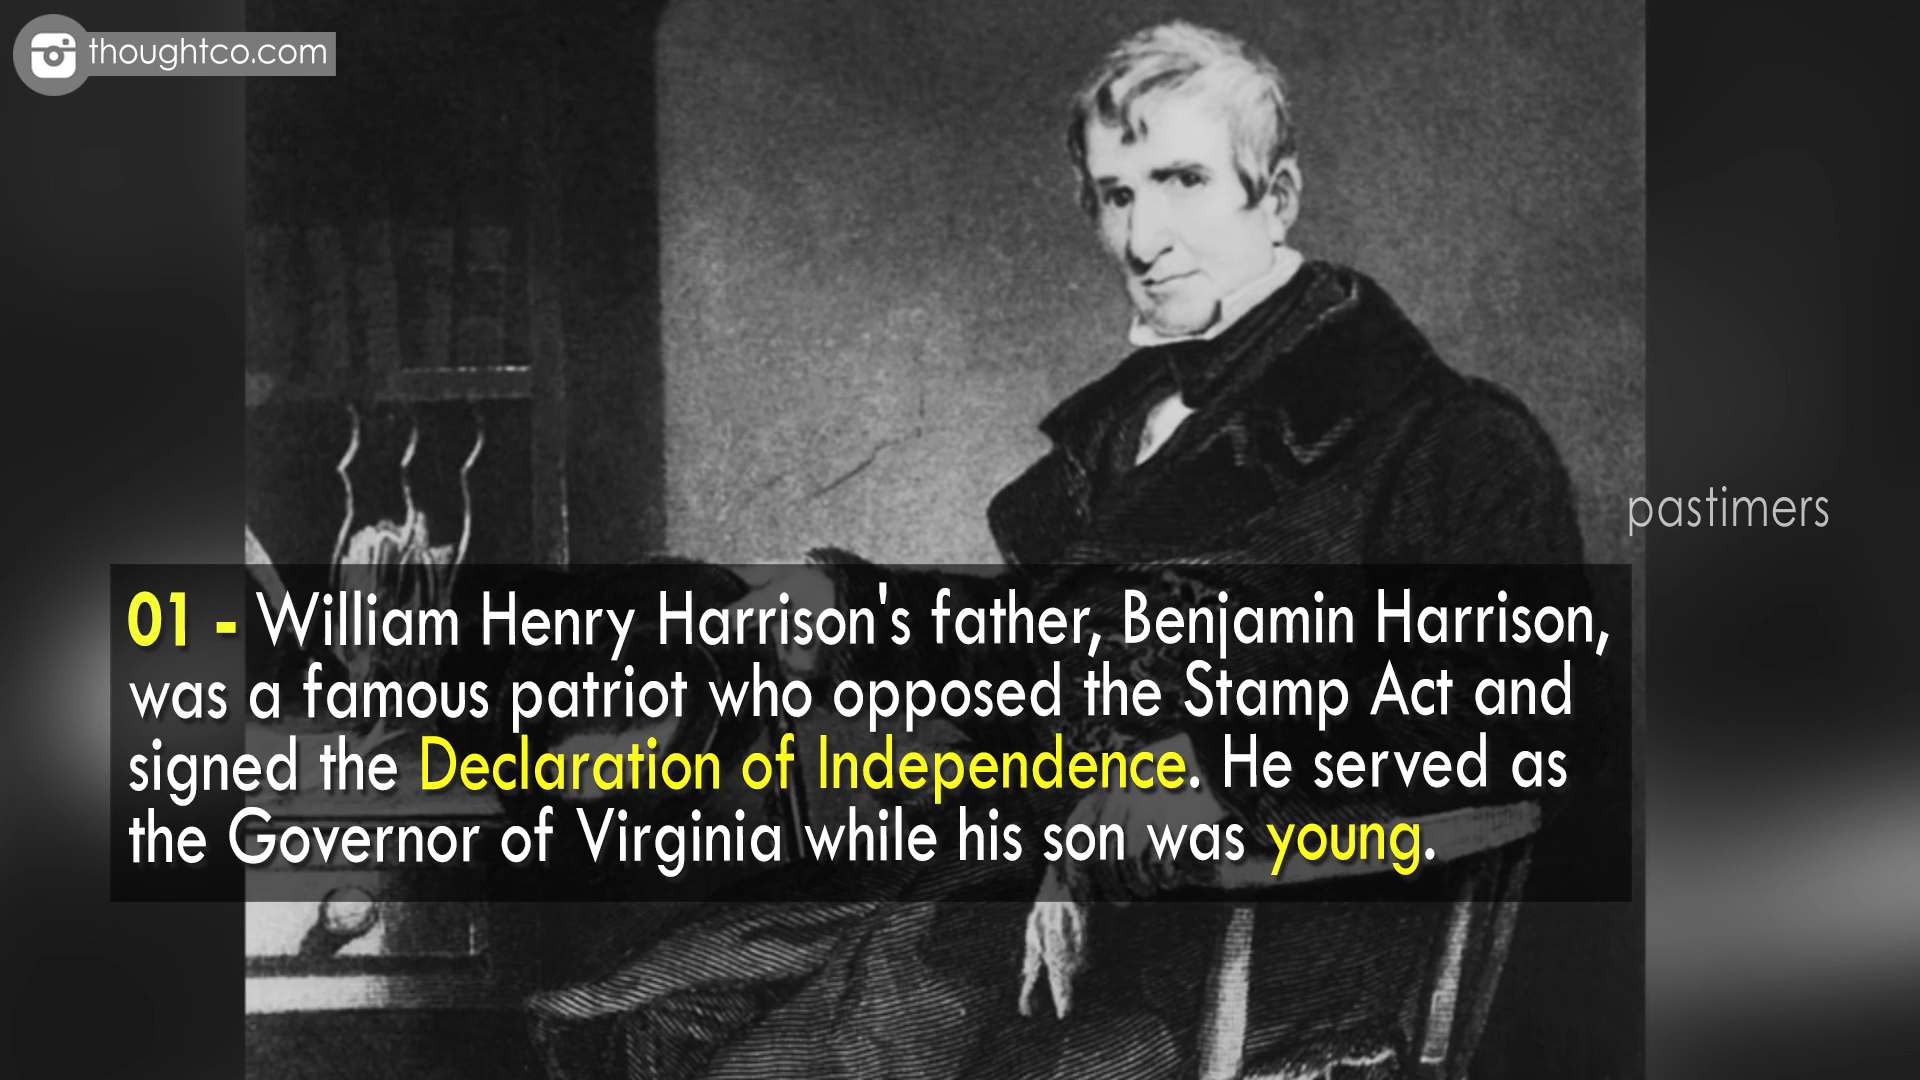 thoughtco.com
pastimers
01 - William Henry Harrison's father, Benjamin Harrison,
was a famous patriot who opposed the Stamp Act and
signed the Declaration of Independence. He served as
the Governor of Virginia while his son was young.